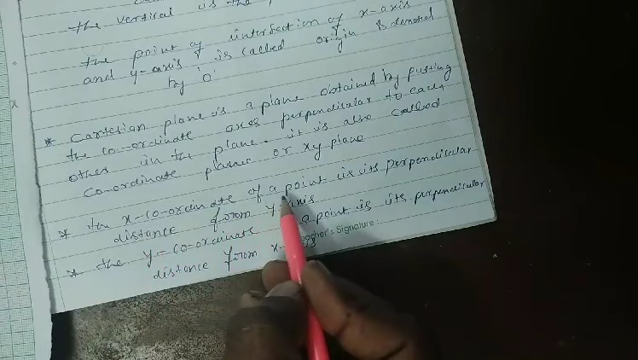 the vertical is the
the point of intersection of x-axis
and y-axis is called origin & denoted
by 'O'
* Cartesian plane is a plane obtained by putting
the co-ordinate axes perpendicular to each
other in the plane. it is also called
co-ordinate plane or xy plane
* the x-co-ordinate of a point is its perpendicular
distance from Y axis
* the y-co-ordinate a point is its perpendicular
distance from x-
Teacher's Signature